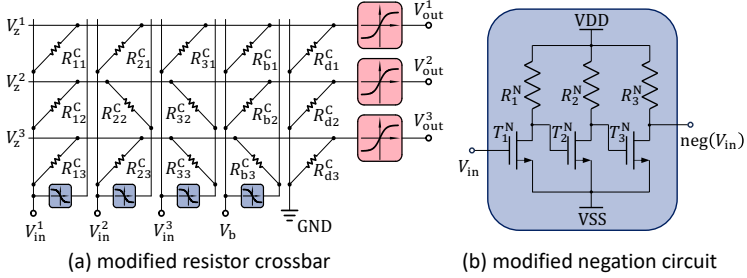 V_z^1 R_11^C R_21^C R_31^C R_b1^C R_d1^C V_out^1
V_z^2 R_12^C R_22^C R_32^C R_b2^C R_d2^C V_out^2
V_z^3 R_13^C R_23^C R_33^C R_b3^C R_d3^C V_out^3
V_in^1 V_in^2 V_in^3 V_b GND
(a) modified resistor crossbar
VDD
R_1^N R_2^N R_3^N
T_1^N T_2^N T_3^N
V_in neg(V_in)
VSS
(b) modified negation circuit